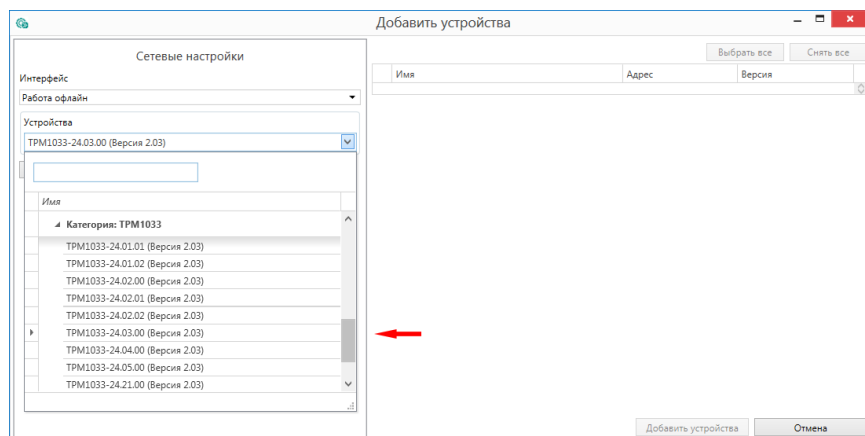 Добавить устройства
Сетевые настройки
Интерфейс
Работа офлайн
Устройства
ТРМ1033-24.03.00 (Версия 2.03)
Имя
Категория: ТРМ1033
ТРМ1033-24.01.01 (Версия 2.03)
ТРМ1033-24.01.02 (Версия 2.03)
ТРМ1033-24.02.00 (Версия 2.03)
ТРМ1033-24.02.01 (Версия 2.03)
ТРМ1033-24.02.02 (Версия 2.03)
ТРМ1033-24.03.00 (Версия 2.03)
ТРМ1033-24.04.00 (Версия 2.03)
ТРМ1033-24.05.00 (Версия 2.03)
ТРМ1033-24.21.00 (Версия 2.03)
Выбрать все Снять все
Имя Адрес Версия
Добавить устройства Отмена